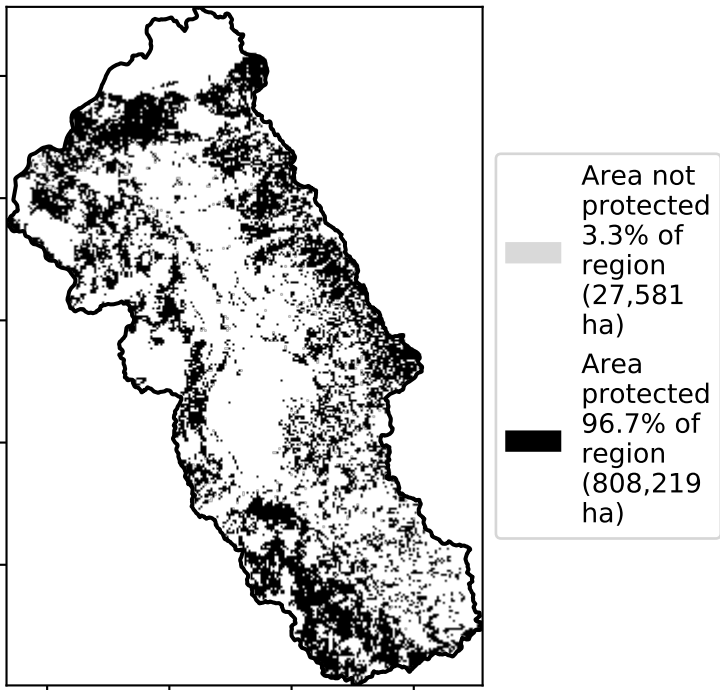 Area not
protected
3.3% of
region
(27,581
ha)
Area
protected
96.7% of
region
(808,219
ha)